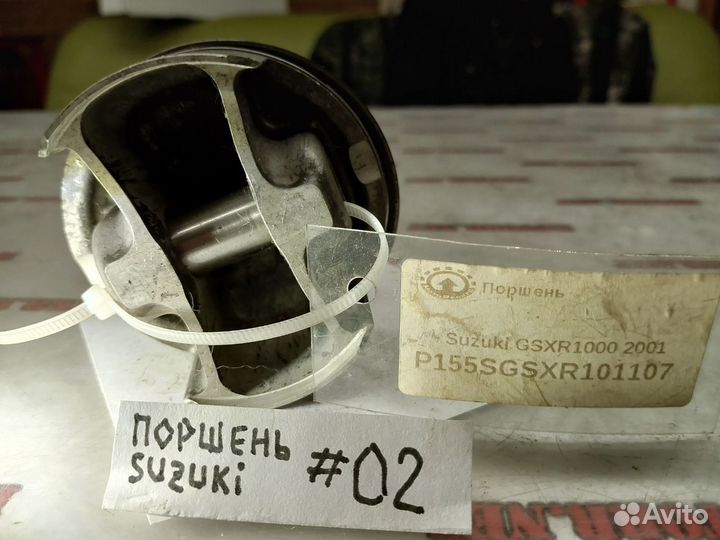 Поршень
Suzuki GSXR1000 2001
P155SGSXR101107
ПОРШЕНЬ
SUZUKi
#02
Avito